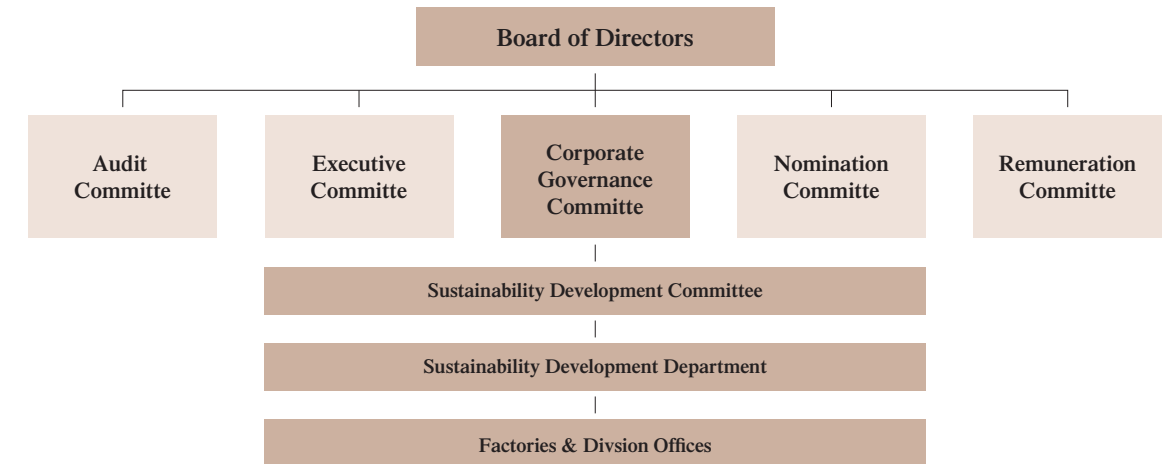 Board of Directors
Audit
Committe
Executive
Committe
Corporate
Governance
Committe
Nomination
Committe
Remuneration
Committe
Sustainability Development Committee
Sustainability Development Department
Factories & Divsion Offices